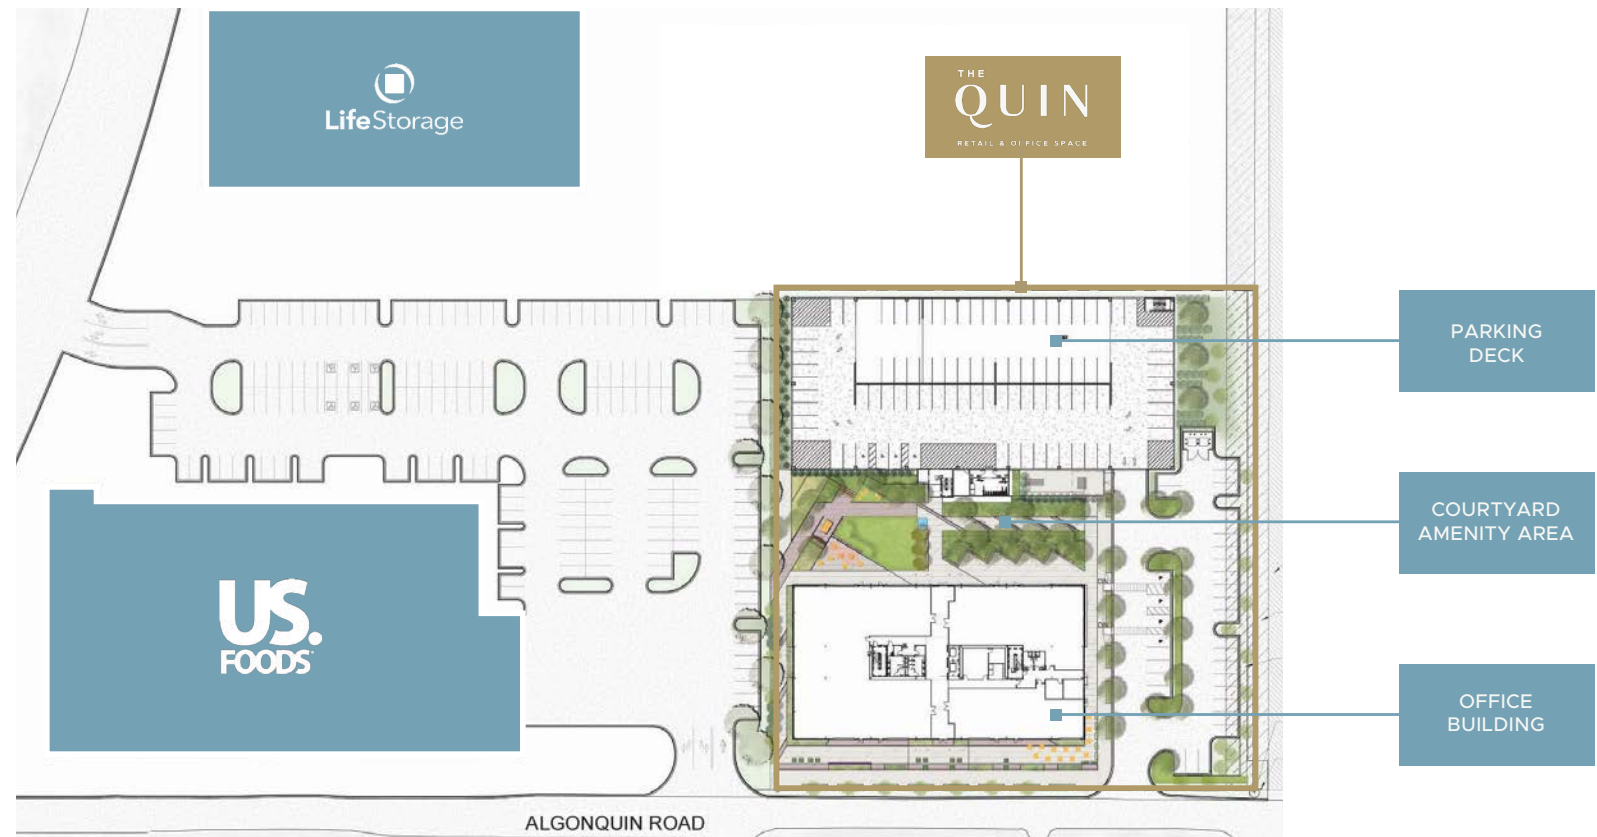 LifeStorage
THE
QUIN
RETAIL & OFFICE SPACE
PARKING
DECK
COURTYARD
AMENITY AREA
US.
FOODS
OFFICE
BUILDING
ALGONQUIN ROAD